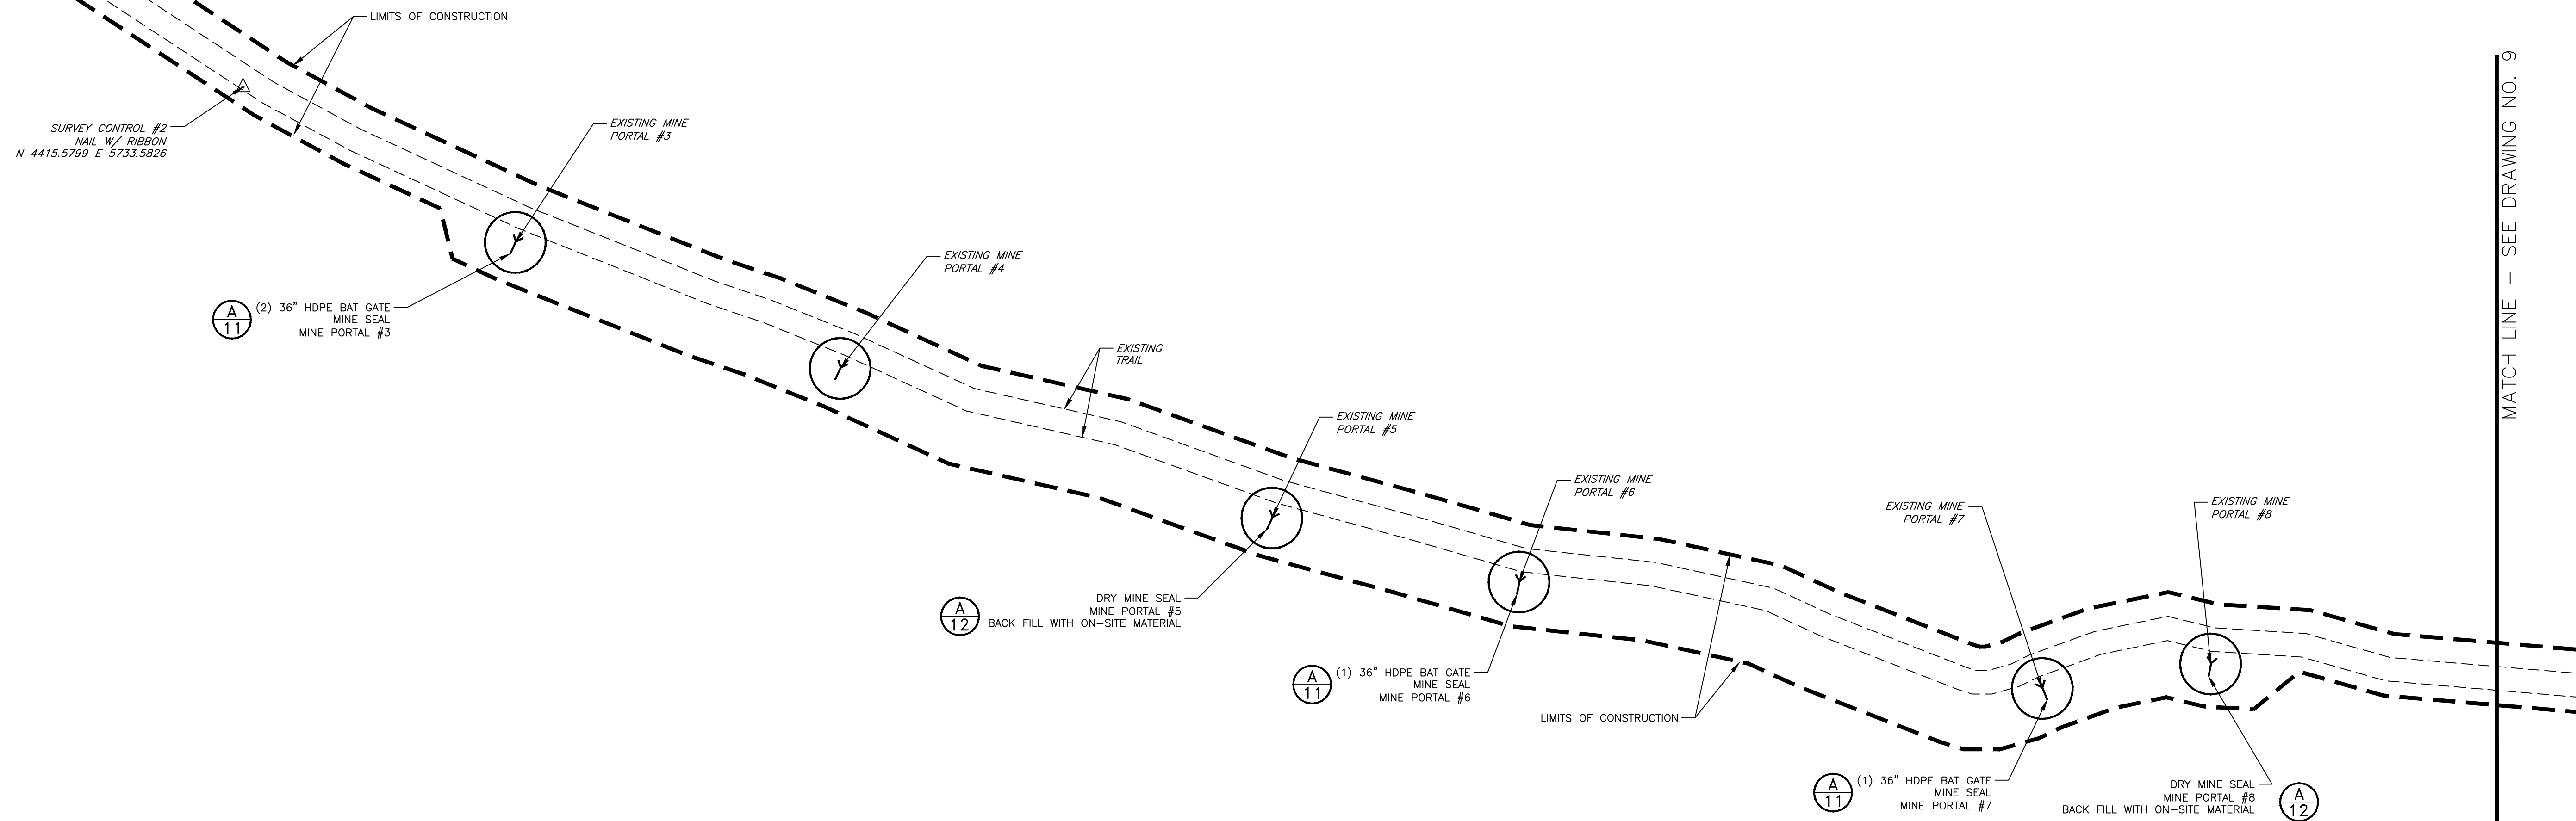 LIMITS OF CONSTRUCTION
SURVEY CONTROL #2
NAIL W/ RIBBON
N 4415.5799 E 5733.5826
EXISTING MINE
PORTAL #3
A
11
(2) 36" HDPE BAT GATE
MINE SEAL
MINE PORTAL #3
EXISTING MINE
PORTAL #4
EXISTING
TRAIL
EXISTING MINE
PORTAL #5
A
12
DRY MINE SEAL
MINE PORTAL #5
BACK FILL WITH ON-SITE MATERIAL
EXISTING MINE
PORTAL #6
A
11
(1) 36" HDPE BAT GATE
MINE SEAL
MINE PORTAL #6
LIMITS OF CONSTRUCTION
EXISTING MINE
PORTAL #7
A
11
(1) 36" HDPE BAT GATE
MINE SEAL
MINE PORTAL #7
EXISTING MINE
PORTAL #8
DRY MINE SEAL
MINE PORTAL #8
BACK FILL WITH ON-SITE MATERIAL
A
12
MATCH LINE - SEE DRAWING NO. 9